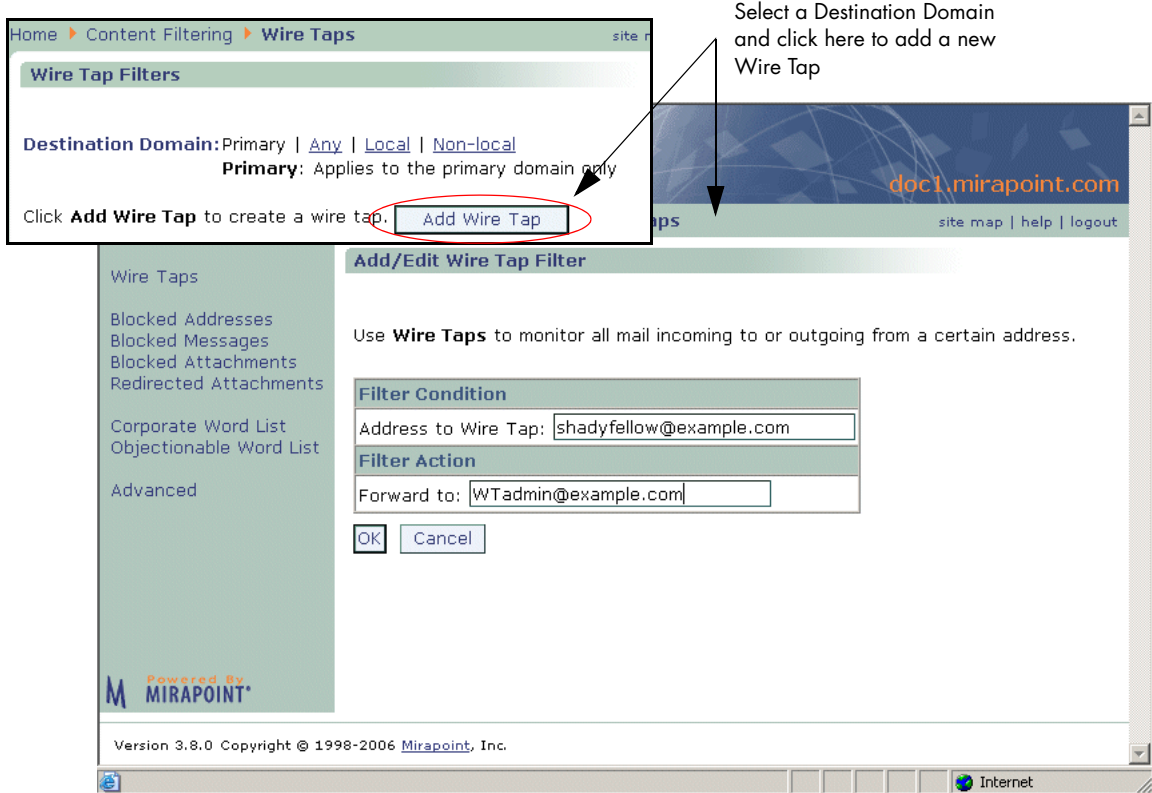 Select a Destination Domain
and click here to add a new
Wire Tap
Home Content Filtering Wire Taps
site
Wire Tap Filters
Destination Domain: Primary | Any | Local | Non-local
Primary: Applies to the primary domain only
Click Add Wire Tap to create a wire tap. Add Wire Tap
doc1.mirapoint.com
site map | help | logout
Wire Taps
Blocked Addresses
Blocked Messages
Blocked Attachments
Redirected Attachments
Corporate Word List
Objectionable Word List
Advanced
Add/Edit Wire Tap Filter
Use Wire Taps to monitor all mail incoming to or outgoing from a certain address.
Filter Condition
Address to Wire Tap: shadyfellow@example.com
Filter Action
Forward to: WTadmin@example.com
OK Cancel
Powered By
MIRAPOINT
Version 3.8.0 Copyright © 1998-2006 Mirapoint, Inc.
Internet